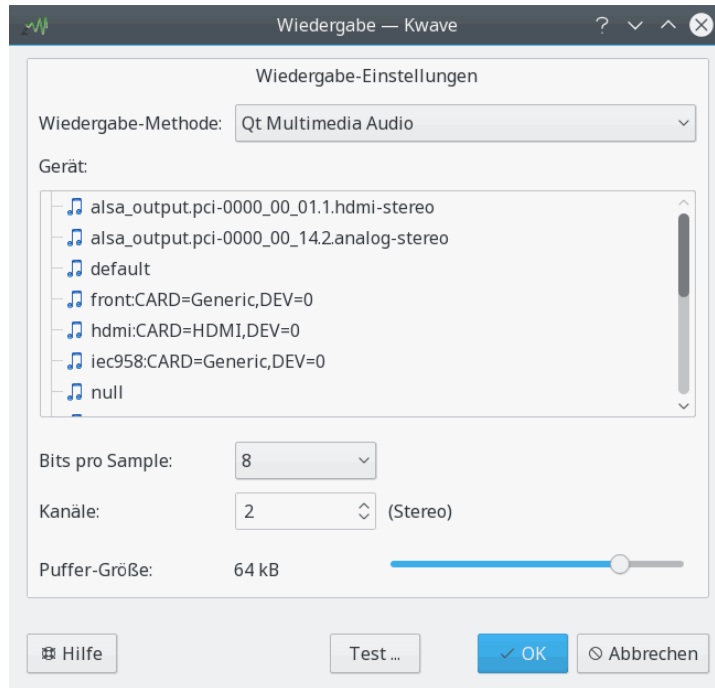 Wiedergabe — Kwave
Wiedergabe-Einstellungen
Wiedergabe-Methode: Qt Multimedia Audio
Gerät:
alsa_output.pci-0000_00_01.1.hdmi-stereo
alsa_output.pci-0000_00_14.2.analog-stereo
default
front:CARD=Generic,DEV=0
hdmi:CARD=HDMI,DEV=0
iec958:CARD=Generic,DEV=0
null
Bits pro Sample: 8
Kanäle: 2 (Stereo)
Puffer-Größe: 64 kB
Hilfe Test ... OK Abbrechen